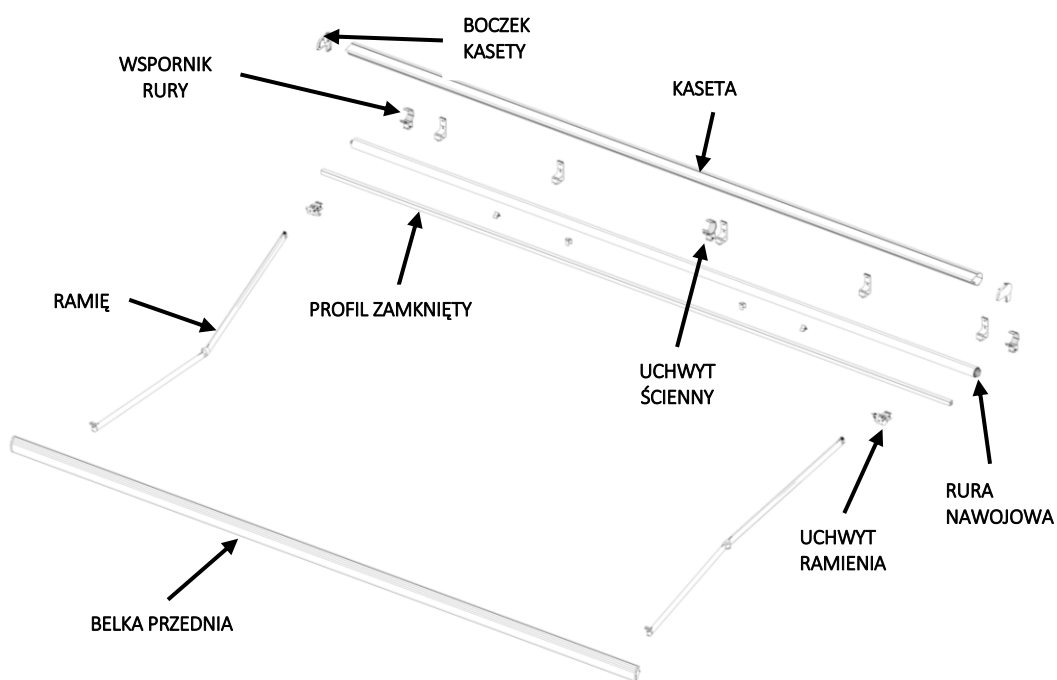 BOCZEK
KASETY
WSPORNIK
RURY
KASETA
RAMIĘ
PROFIL ZAMKNIĘTY
UCHWYT
ŚCIENNY
RURA
NAWOJOWA
UCHWYT
RAMIENIA
BELKA PRZEDNIA